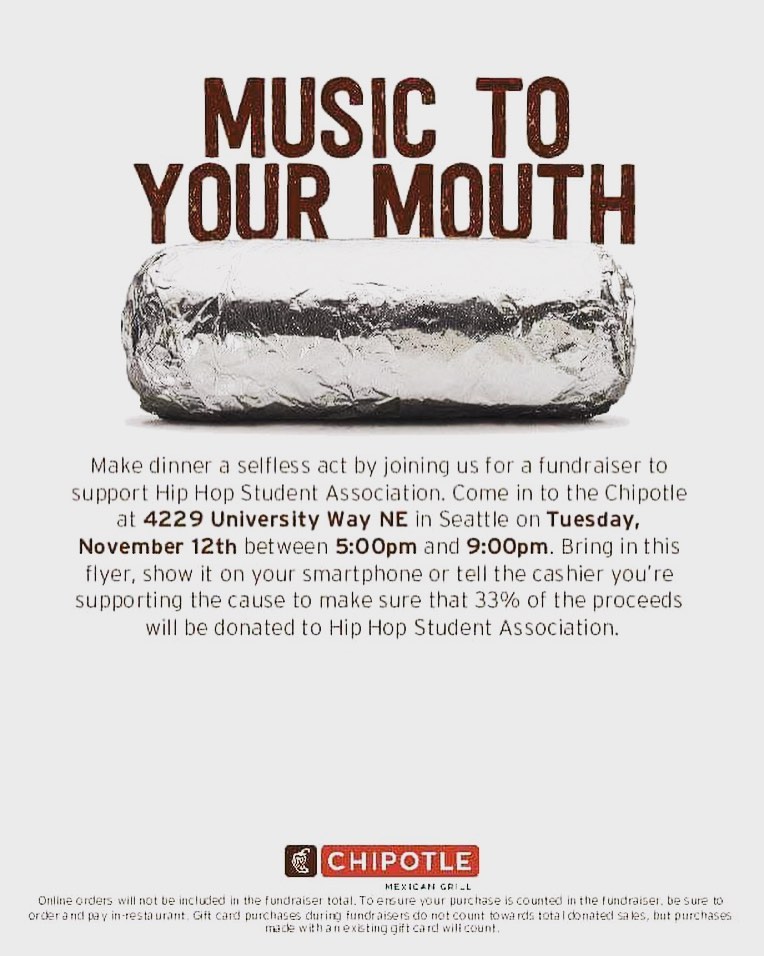 MUSIC TO
YOUR MOUTH
Make dinner a selfless act by joining us for a fundraiser to
support Hip Hop Student Association. Come in to the Chipotle
at 4229 University Way NE in Seattle on Tuesday,
November 12th between 5:00pm and 9:00pm. Bring in this
flyer, show it on your smartphone or tell the cashier you're
supporting the cause to make sure that 33% of the proceeds
will be donated to Hip Hop Student Association.
CHIPOTLE
MEXICAN GRILL
Online orders will not be included in the fundraiser total. To ensure your purchase is counted in the fundraiser, be sure to
order and pay in-restaurant. Gift card purchases during fundraisers do not count towards total donated sales, but purchases
made with an existing gift card will count.